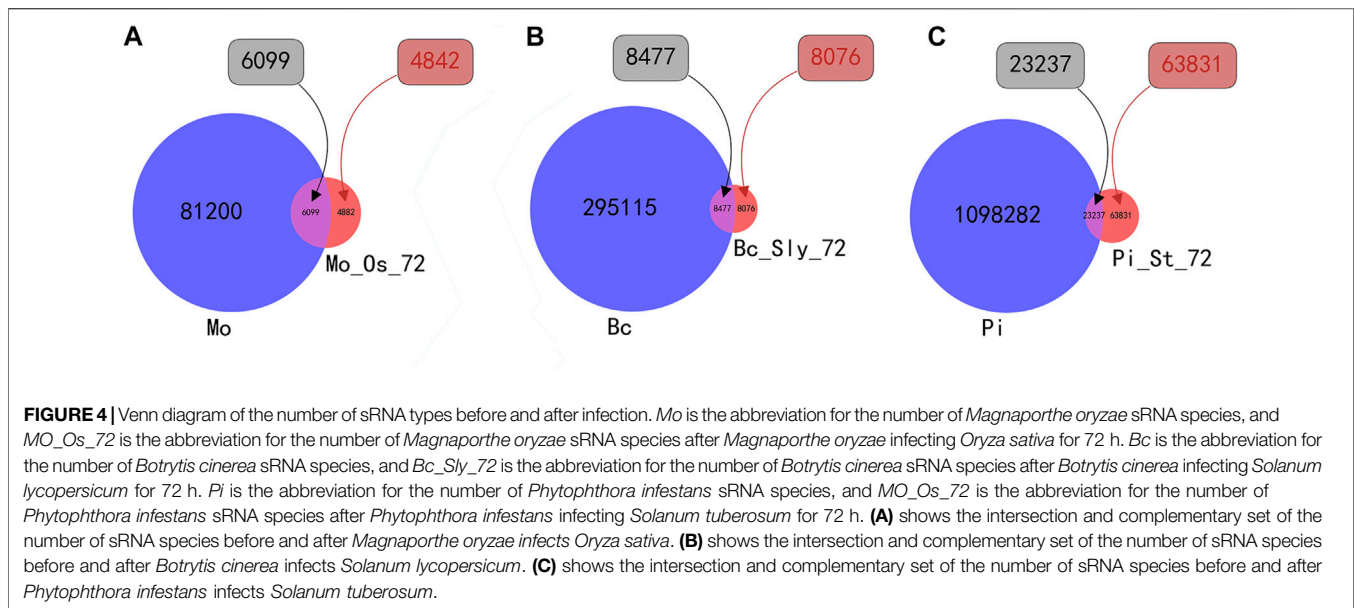 A
6099
4842
81200
6099
4882
Mo_Os_72
Mo
B
8477
8076
295115
8477
8076
Bc_Sly_72
Bc
C
23237
63831
1098282
23237
63831
Pi_St_72
Pi
FIGURE 4 | Venn diagram of the number of sRNA types before and after infection. Mo is the abbreviation for the number of Magnaporthe oryzae sRNA species, and
MO_Os_72 is the abbreviation for the number of Magnaporthe oryzae sRNA species after Magnaporthe oryzae infecting Oryza sativa for 72 h. Bc is the abbreviation for
the number of Botrytis cinerea sRNA species, and Bc_Sly_72 is the abbreviation for the number of Botrytis cinerea sRNA species after Botrytis cinerea infecting Solanum
lycopersicum for 72 h. Pi is the abbreviation for the number of Phytophthora infestans sRNA species, and MO_Os_72 is the abbreviation for the number of
Phytophthora infestans sRNA species after Phytophthora infestans infecting Solanum tuberosum for 72 h. (A) shows the intersection and complementary set of the
number of sRNA species before and after Magnaporthe oryzae infects Oryza sativa. (B) shows the intersection and complementary set of the number of sRNA species
before and after Botrytis cinerea infects Solanum lycopersicum. (C) shows the intersection and complementary set of the number of sRNA species before and after
Phytophthora infestans infects Solanum tuberosum.